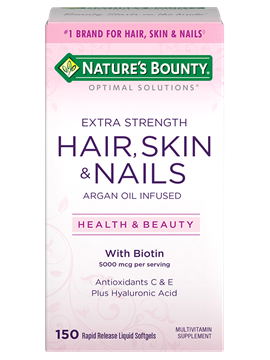 #1 BRAND FOR HAIR, SKIN & NAILS
NATURE'S BOUNTY®
OPTIMAL SOLUTIONS®
EXTRA STRENGTH
HAIR, SKIN
& NAILS
ARGAN OIL INFUSED
HEALTH & BEAUTY
With Biotin
5000 mcg per serving
Antioxidants C & E
Plus Hyaluronic Acid
150 Rapid Release Liquid Softgels
MULTIVITAMIN
SUPPLEMENT